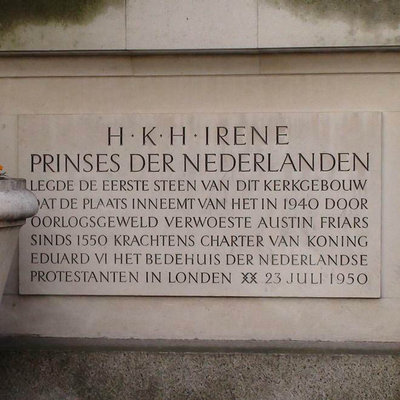 H·K·H·IRENE
PRINSES DER NEDERLANDEN
LEGDE DE EERSTE STEEN VAN DIT KERKGEBOUW
DAT DE PLAATS INNEEMT VAN HET IN 1940 DOOR
OORLOGSGEWELD VERWOESTE AUSTIN FRIARS
SINDS 1550 KRACHTENS CHARTER VAN KONING
EDUARD VI HET BEDEHUIS DER NEDERLANDSE
PROTESTANTEN IN LONDEN XX 23 JULI 1950